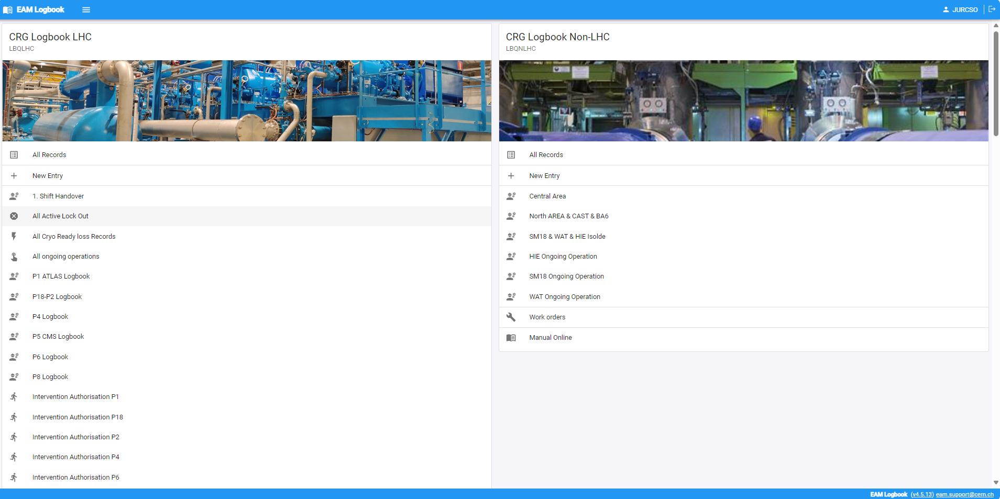 EAM Logbook
JURCSO
CRG Logbook LHC
LBQLHC
All Records
New Entry
1. Shift Handover
All Active Lock Out
All Cryo Ready loss Records
All ongoing operations
P1 ATLAS Logbook
P18-P2 Logbook
P4 Logbook
P5 CMS Logbook
P6 Logbook
P8 Logbook
Intervention Authorisation P1
Intervention Authorisation P18
Intervention Authorisation P2
Intervention Authorisation P4
Intervention Authorisation P6
CRG Logbook Non-LHC
LBQNLHC
All Records
New Entry
Central Area
North AREA & CAST & BA6
SM18 & WAT & HIE Isolde
HIE Ongoing Operation
SM18 Ongoing Operation
WAT Ongoing Operation
Work orders
Manual Online
EAM Logbook (v4.5.13) eam.support@cern.ch